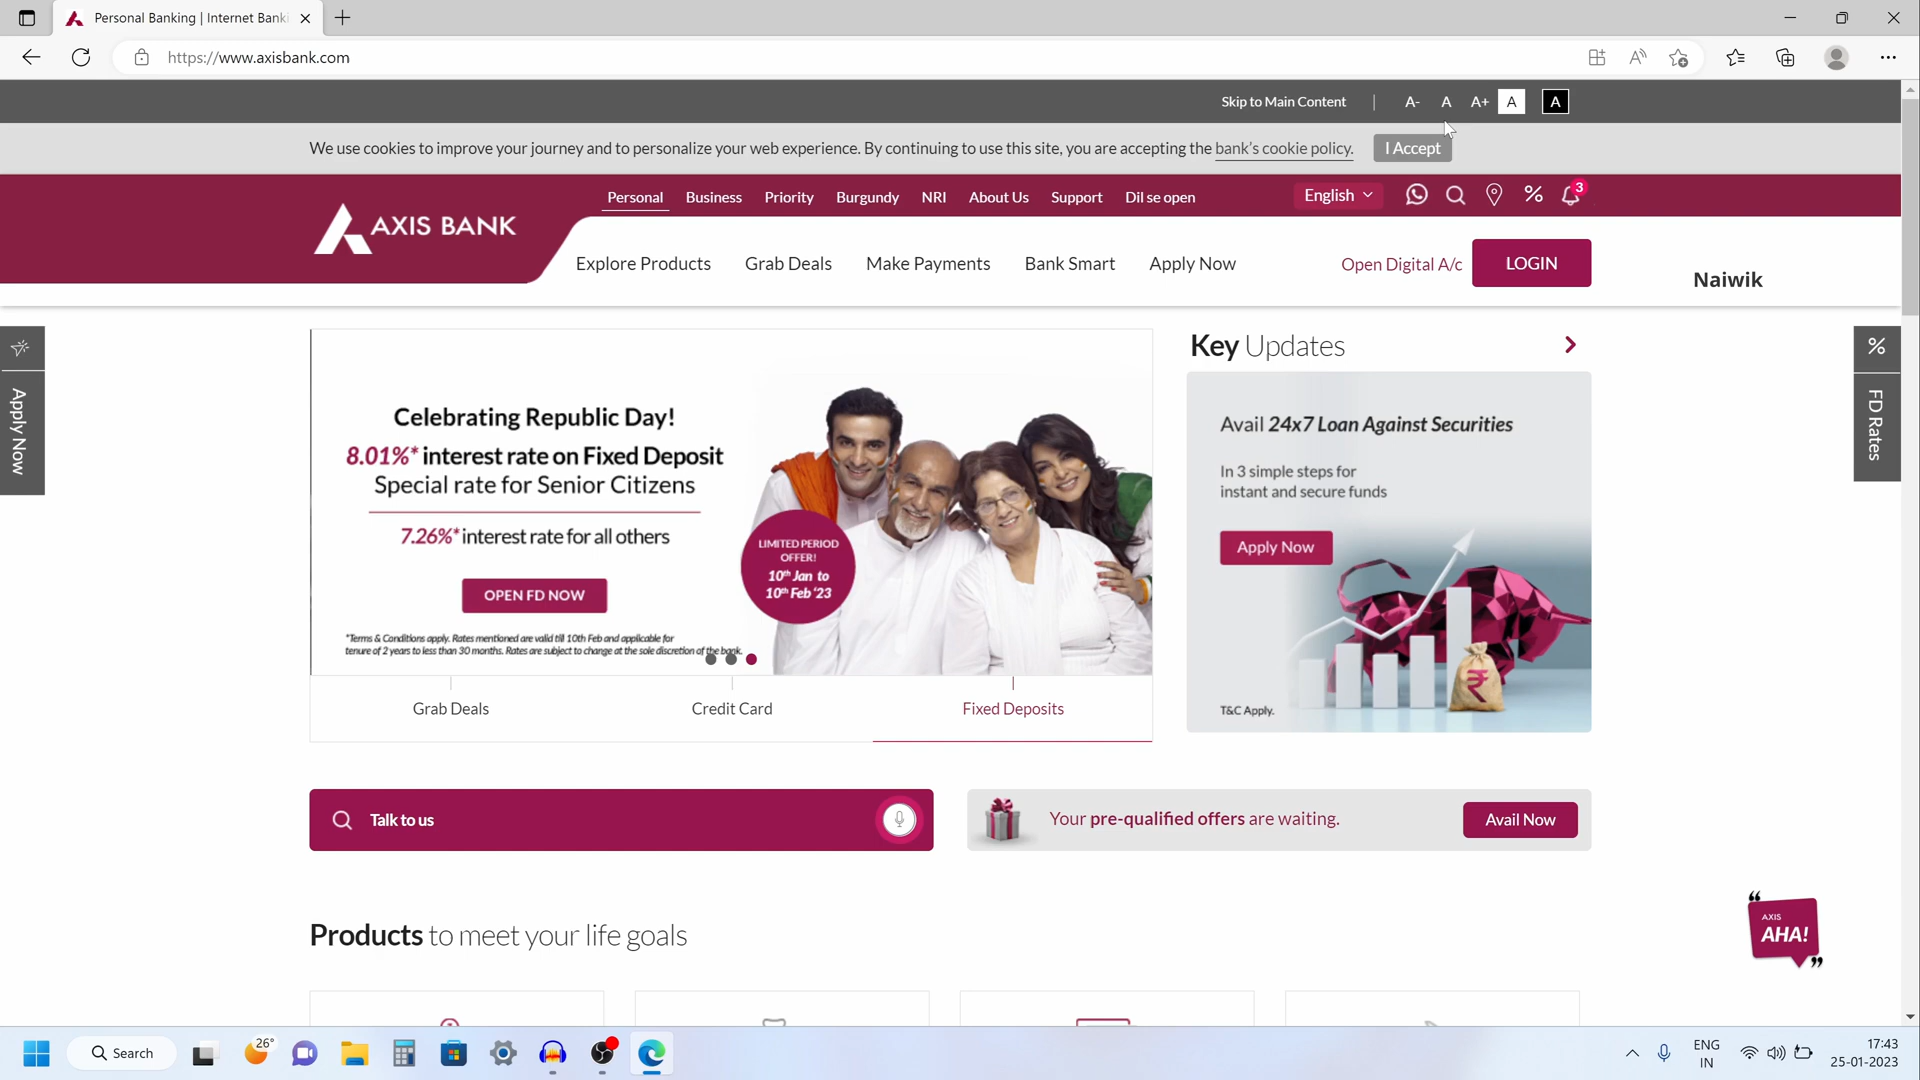 Personal Banking | Internet Banki
https://www.axisbank.com
Skip to Main Content | A- A A+ A A
We use cookies to improve your journey and to personalize your web experience. By continuing to use this site, you are accepting the bank's cookie policy. I Accept
Personal Business Priority Burgundy NRI About Us Support Dil se open English 3
AXIS BANK
Explore Products Grab Deals Make Payments Bank Smart Apply Now Open Digital A/c LOGIN
Naiwik
Apply Now
Celebrating Republic Day!
8.01%* interest rate on Fixed Deposit
Special rate for Senior Citizens
7.26%* interest rate for all others
OPEN FD NOW
*Terms & Conditions apply. Rates mentioned are valid till 10th Feb and applicable for
tenure of 2 years to less than 30 months. Rates are subject to change at the sole discretion of the bank.
LIMITED PERIOD
OFFER!
10th Jan to
10th Feb '23
Grab Deals Credit Card Fixed Deposits
Key Updates
Avail 24x7 Loan Against Securities
In 3 simple steps for
instant and secure funds
Apply Now
T&C Apply.
%
FD Rates
Talk to us
Your pre-qualified offers are waiting. Avail Now
Products to meet your life goals
AXIS
AHA!
Search
26°
ENG
IN
17:43
25-01-2023